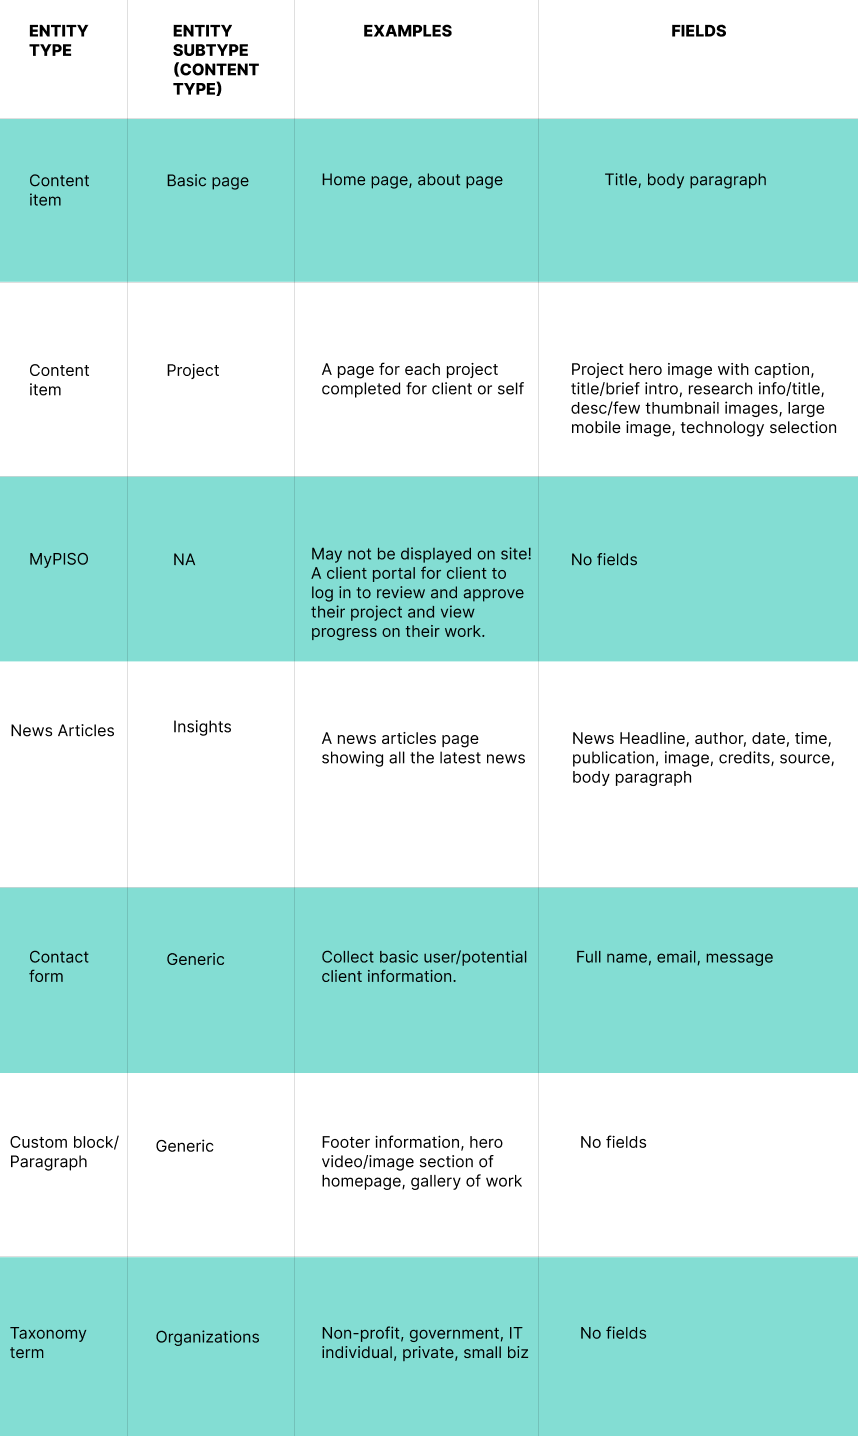 ENTITY
TYPE
ENTITY
SUBTYPE
(CONTENT
TYPE)
EXAMPLES
FIELDS
Content
item
Basic page
Home page, about page
Title, body paragraph
Content
item
Project
A page for each project
completed for client or self
Project hero image with caption,
title/brief intro, research info/title,
desc/few thumbnail images, large
mobile image, technology selection
MyPISO
NA
May not be displayed on site!
A client portal for client to
log in to review and approve
their project and view
progress on their work.
No fields
News Articles
Insights
A news articles page
showing all the latest news
News Headline, author, date, time,
publication, image, credits, source,
body paragraph
Contact
form
Generic
Collect basic user/potential
client information.
Full name, email, message
Custom block/
Paragraph
Generic
Footer information, hero
video/image section of
homepage, gallery of work
No fields
Taxonomy
term
Organizations
Non-profit, government, IT
individual, private, small biz
No fields